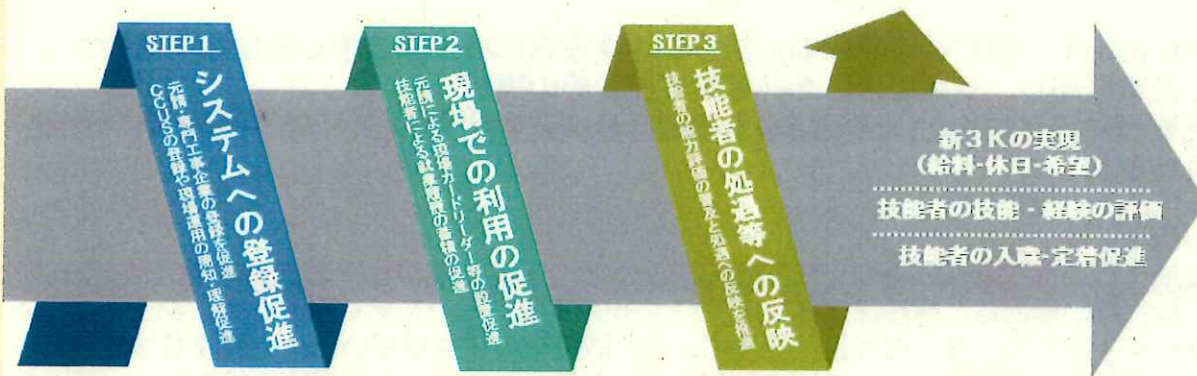 STEP 1
システムへの登録促進
元請・専門工事企業の登録を促進
CCUSの登録や現場運用の周知・理解促進
STEP 2
現場での利用の促進
元請による現場カードリーダー等の設置促進
技能者による就業履歴の蓄積の促進
STEP 3
技能者の処遇等への反映
技能者の能力評価の普及と処遇への反映を推進
新3Kの実現
(給料-休日-希望)
技能者の技能・経験の評価
技能者の入職-定着促進